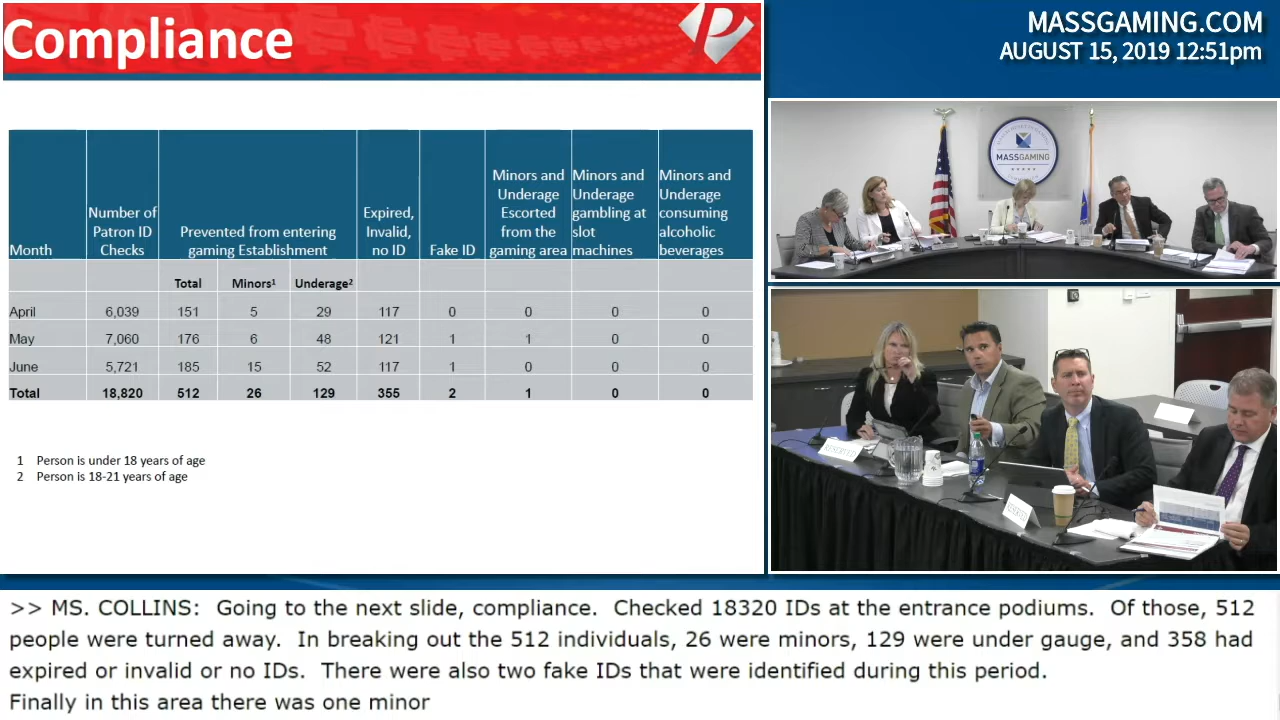 Compliance
MASSGAMING.COM
AUGUST 15, 2019 12:51pm
Month
Number of Patron ID Checks
Prevented from entering gaming Establishment
Expired, Invalid, no ID
Fake ID
Minors and Underage Escorted from the gaming area
Minors and Underage gambling at slot machines
Minors and Underage consuming alcoholic beverages
Total Minors¹ Underage²
April 6,039 151 5 29 117 0 0 0 0
May 7,060 176 6 48 121 1 1 0 0
June 5,721 185 15 52 117 1 0 0 0
Total 18,820 512 26 129 355 2 1 0 0
1 Person is under 18 years of age
2 Person is 18-21 years of age
MASSGAMING
RESERVED
RESERVED
>> MS. COLLINS: Going to the next slide, compliance. Checked 18320 IDs at the entrance podiums. Of those, 512
people were turned away. In breaking out the 512 individuals, 26 were minors, 129 were under gauge, and 358 had
expired or invalid or no IDs. There were also two fake IDs that were identified during this period.
Finally in this area there was one minor